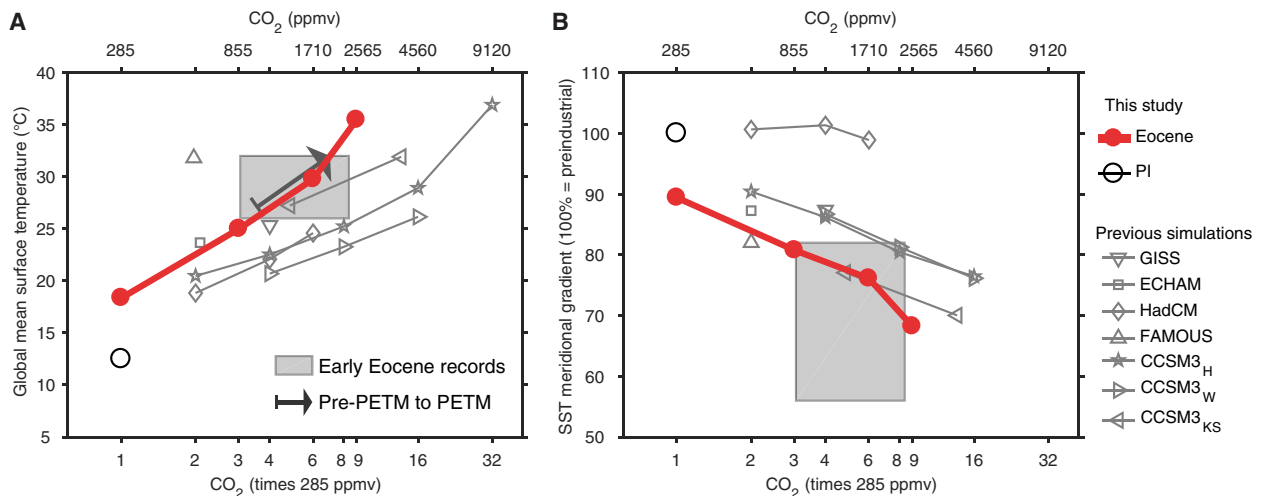 A
CO2 (ppmv)
285 855 1710 2565 4560 9120
Global mean surface temperature (°C)
40
35
30
25
20
15
10
5
Early Eocene records
Pre-PETM to PETM
1 2 3 4 6 8 9 16 32
CO2 (times 285 ppmv)
B
CO2 (ppmv)
285 855 1710 2565 4560 9120
SST meridional gradient (100% = preindustrial)
110
100
90
80
70
60
50
1 2 3 4 6 8 9 16 32
CO2 (times 285 ppmv)
This study
Eocene
PI
Previous simulations
GISS
ECHAM
HadCM
FAMOUS
CCSM3H
CCSM3W
CCSM3KS